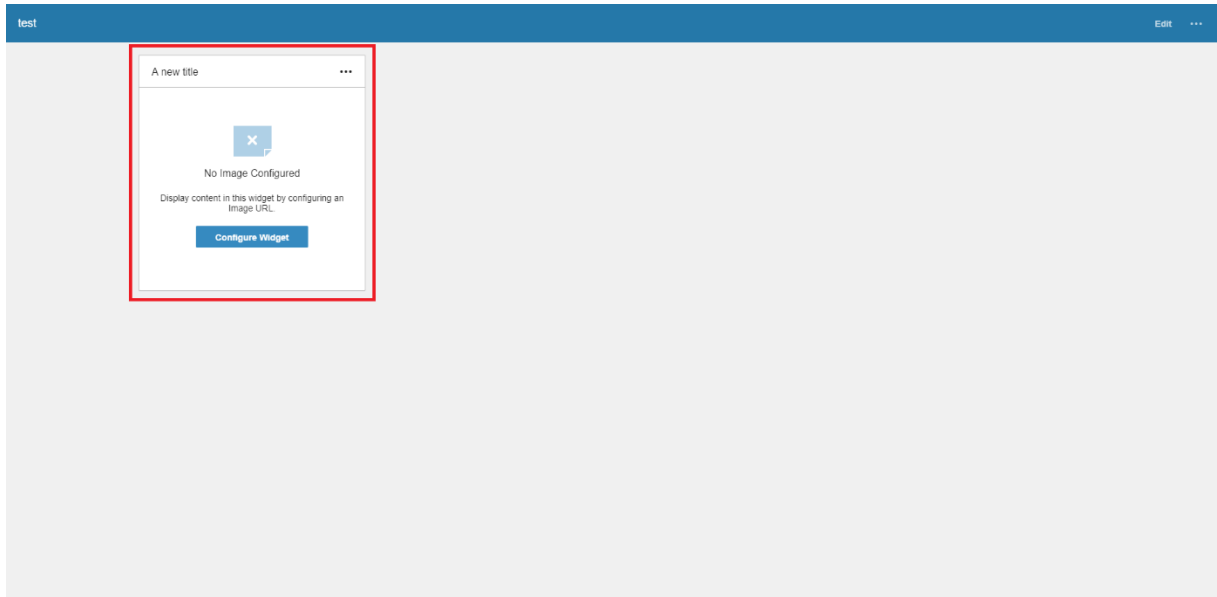 test
Edit ...
A new title ...
No Image Configured
Display content in this widget by configuring an
Image URL.
Configure Widget